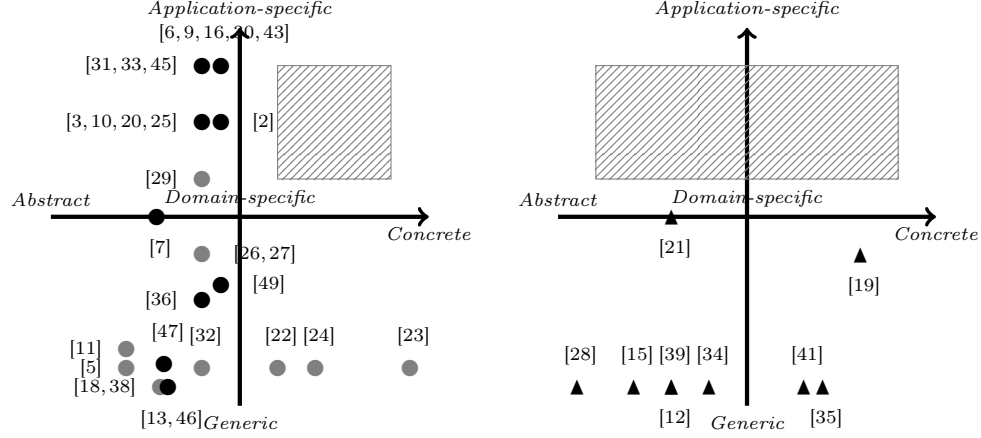 Application-specific
[6, 9, 16, 30, 43]
[31, 33, 45]
[3, 10, 20, 25]
[2]
[29]
Abstract
Domain-specific
Concrete
[7]
[26, 27]
[49]
[36]
[47]
[32]
[22]
[24]
[23]
[11]
[5]
[18, 38]
[13, 46]
Generic
Application-specific
Abstract
Domain-specific
Concrete
[21]
[19]
[28]
[15]
[39]
[34]
[41]
[12]
[35]
Generic